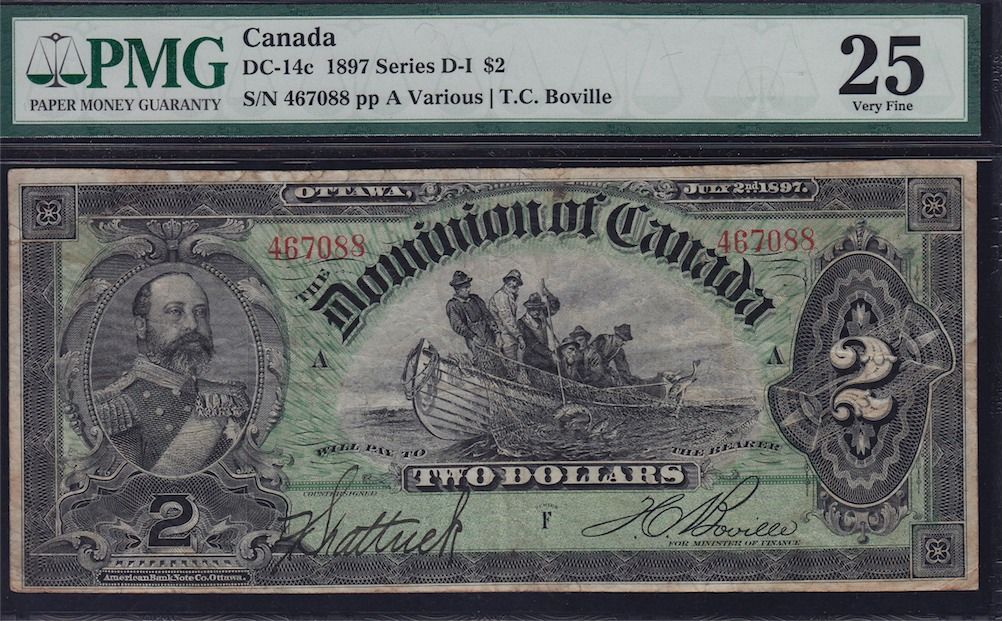 PMG
PAPER MONEY GUARANTY
Canada
DC-14c 1897 Series D-I $2
S/N 467088 pp A Various | T.C. Boville
25
Very Fine
OTTAWA,
JULY 2nd 1897.
467088
467088
THE
Dominion of Canada
A
A
2
WILL PAY TO
THE BEARER
TWO DOLLARS
COUNTERSIGNED
SERIES
F
2
T.C. Boville
FOR MINISTER OF FINANCE
American Bank Note Co. Ottawa.